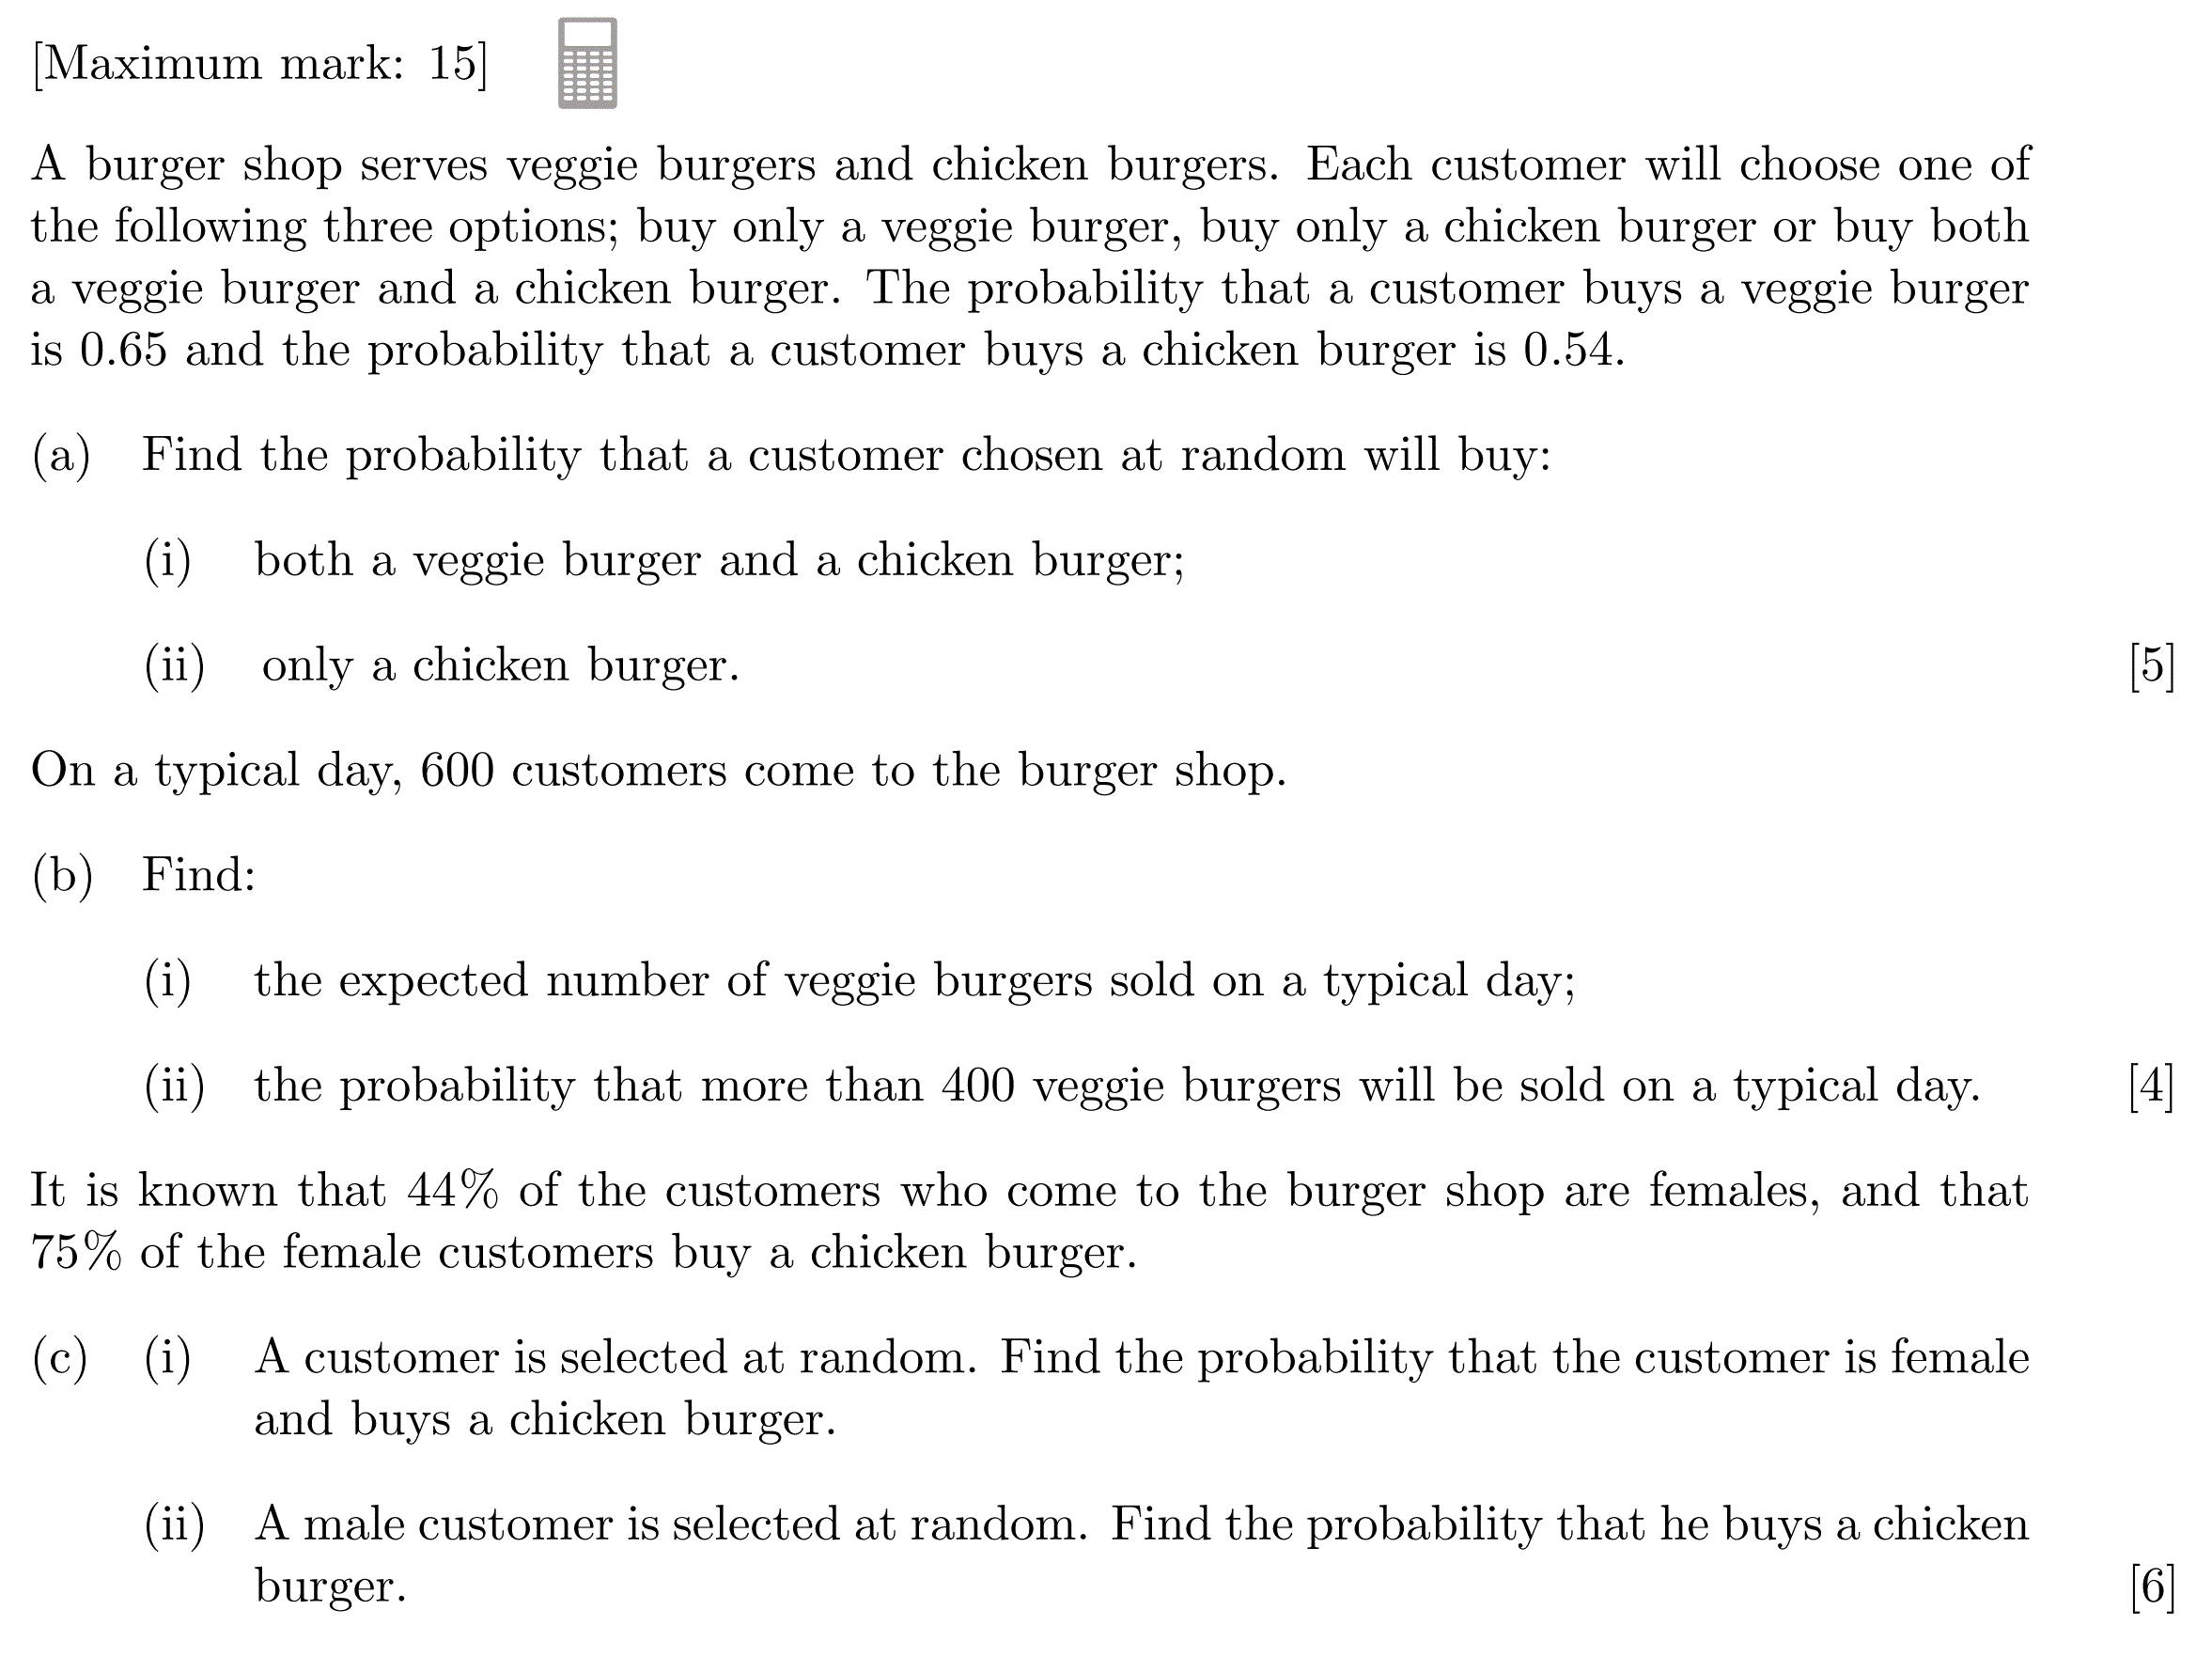 [Maximum mark: 15]
A burger shop serves veggie burgers and chicken burgers. Each customer will choose one of
the following three options; buy only a veggie burger, buy only a chicken burger or buy both
a veggie burger and a chicken burger. The probability that a customer buys a veggie burger
is 0.65 and the probability that a customer buys a chicken burger is 0.54.
(a) Find the probability that a customer chosen at random will buy:
(i) both a veggie burger and a chicken burger;
(ii) only a chicken burger. [5]
On a typical day, 600 customers come to the burger shop.
(b) Find:
(i) the expected number of veggie burgers sold on a typical day;
(ii) the probability that more than 400 veggie burgers will be sold on a typical day. [4]
It is known that 44% of the customers who come to the burger shop are females, and that
75% of the female customers buy a chicken burger.
(c) (i) A customer is selected at random. Find the probability that the customer is female
and buys a chicken burger.
(ii) A male customer is selected at random. Find the probability that he buys a chicken
burger. [6]